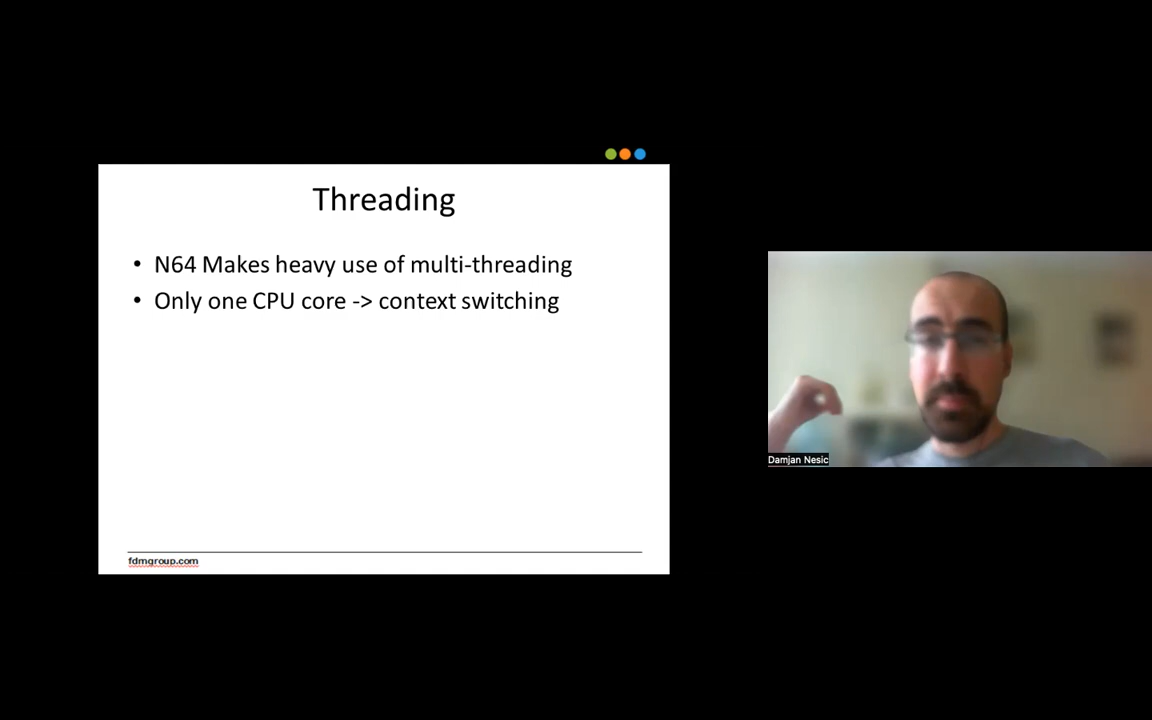 Threading
• N64 Makes heavy use of multi-threading
• Only one CPU core -> context switching
fdmgroup.com
Damjan Nesic